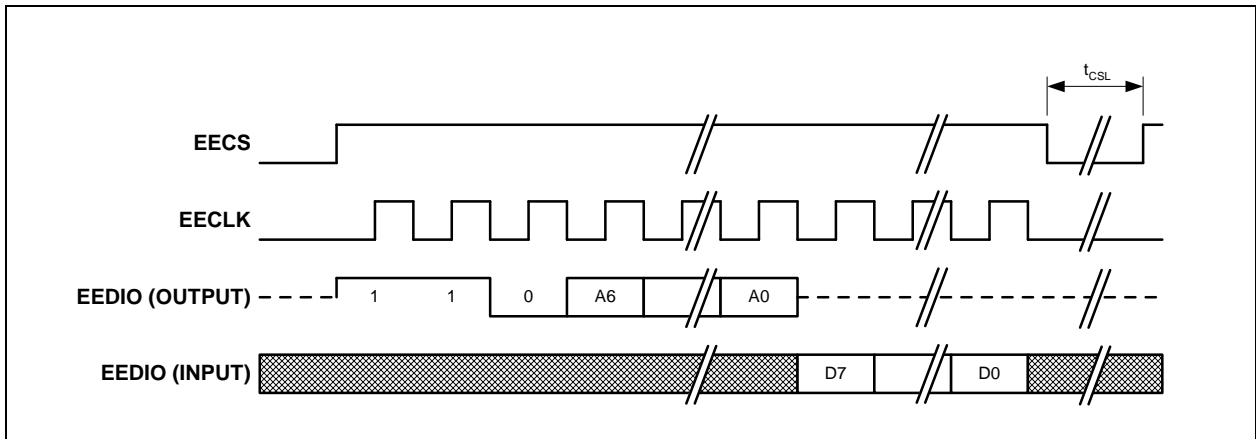 tCSL
EECS
EECLK
EEDIO (OUTPUT)
1 1 0 A6 A0
EEDIO (INPUT)
D7 D0